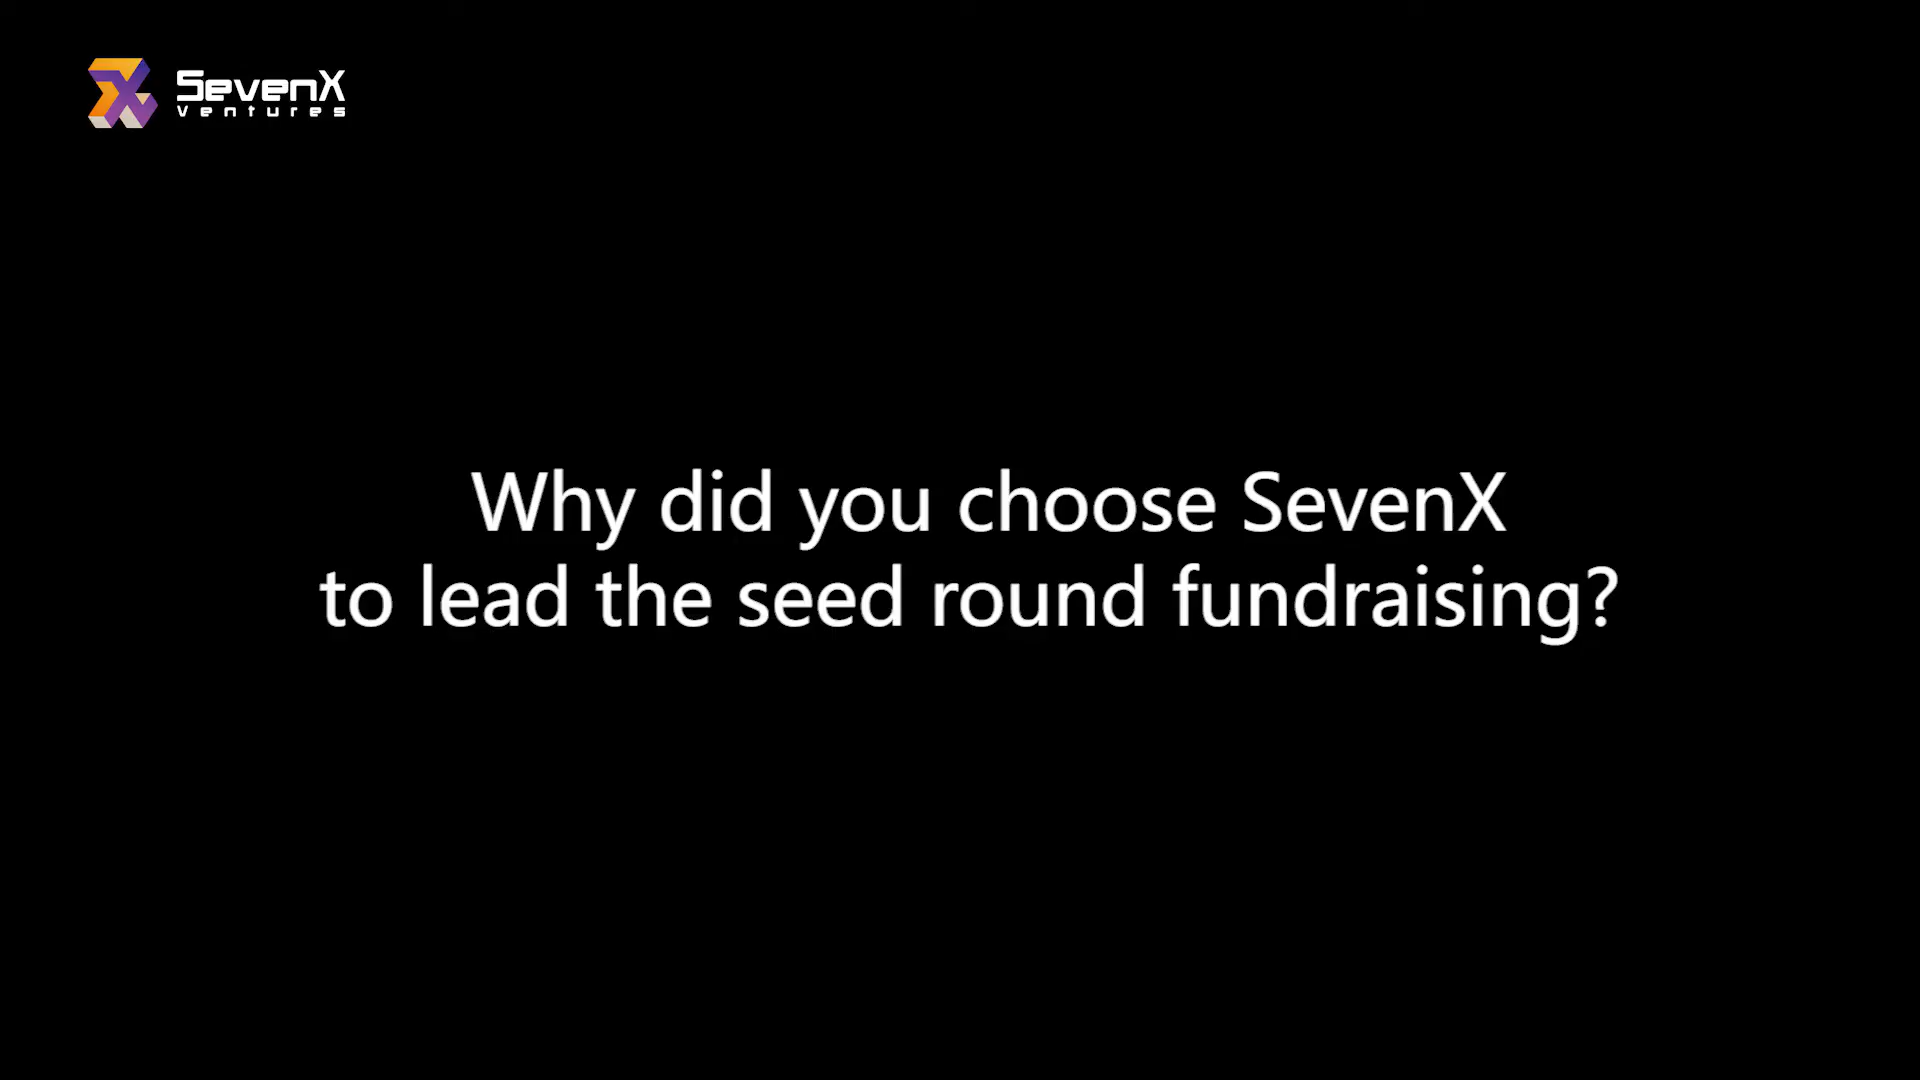 SevenX
Ventures
Why did you choose SevenX
to lead the seed round fundraising?